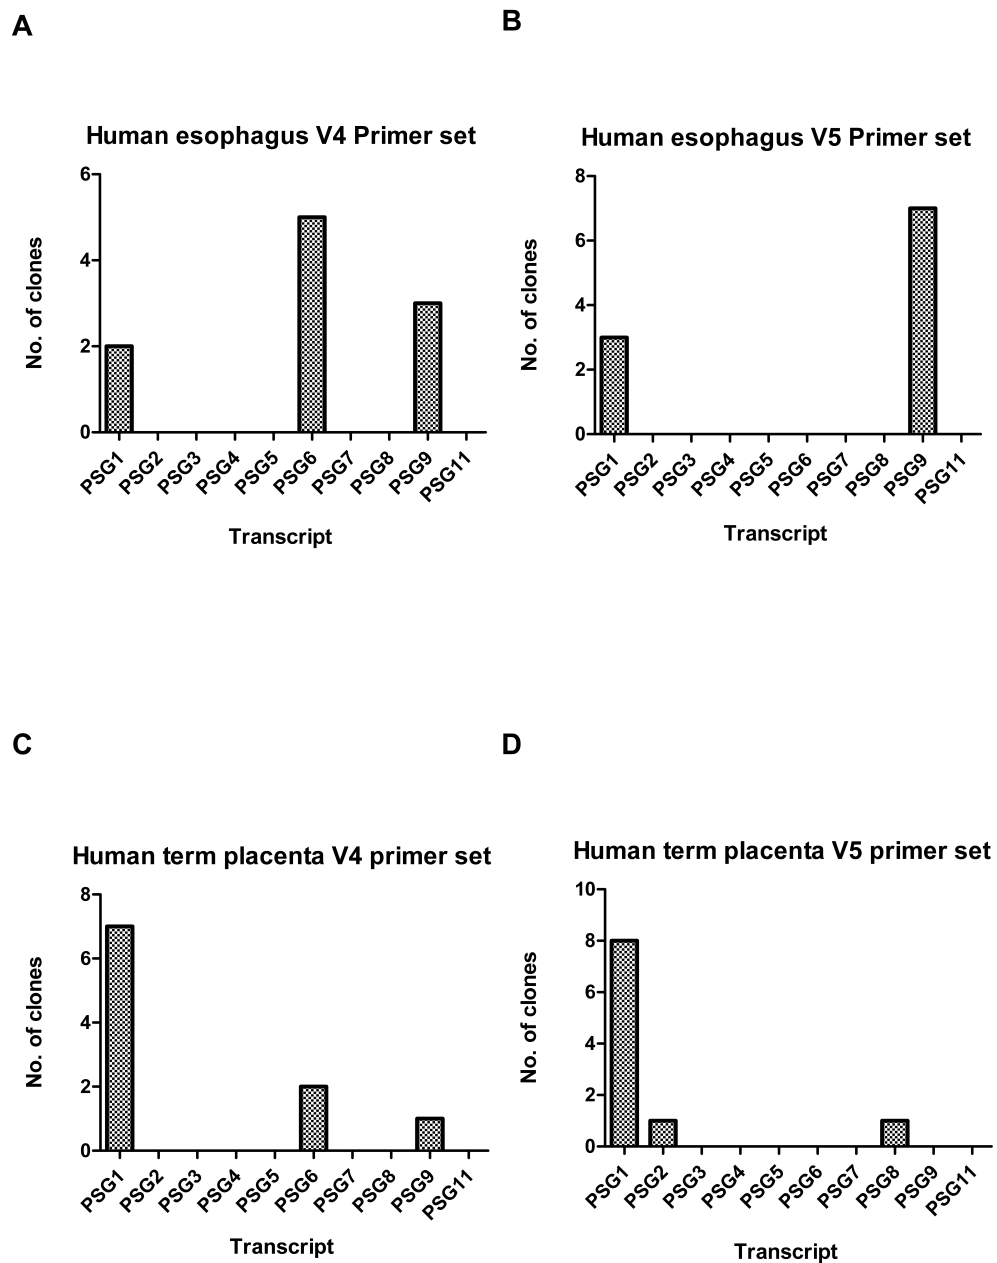 A
Human esophagus V4 Primer set
6
4
2
0
No. of clones
PSG1
PSG2
PSG3
PSG4
PSG5
PSG6
PSG7
PSG8
PSG9
PSG11
Transcript
B
Human esophagus V5 Primer set
8
6
4
2
0
No. of clones
PSG1
PSG2
PSG3
PSG4
PSG5
PSG6
PSG7
PSG8
PSG9
PSG11
Transcript
C
Human term placenta V4 primer set
8
6
4
2
0
No. of clones
PSG1
PSG2
PSG3
PSG4
PSG5
PSG6
PSG7
PSG8
PSG9
PSG11
Transcript
D
Human term placenta V5 primer set
10
8
6
4
2
0
No. of clones
PSG1
PSG2
PSG3
PSG4
PSG5
PSG6
PSG7
PSG8
PSG9
PSG11
Transcript